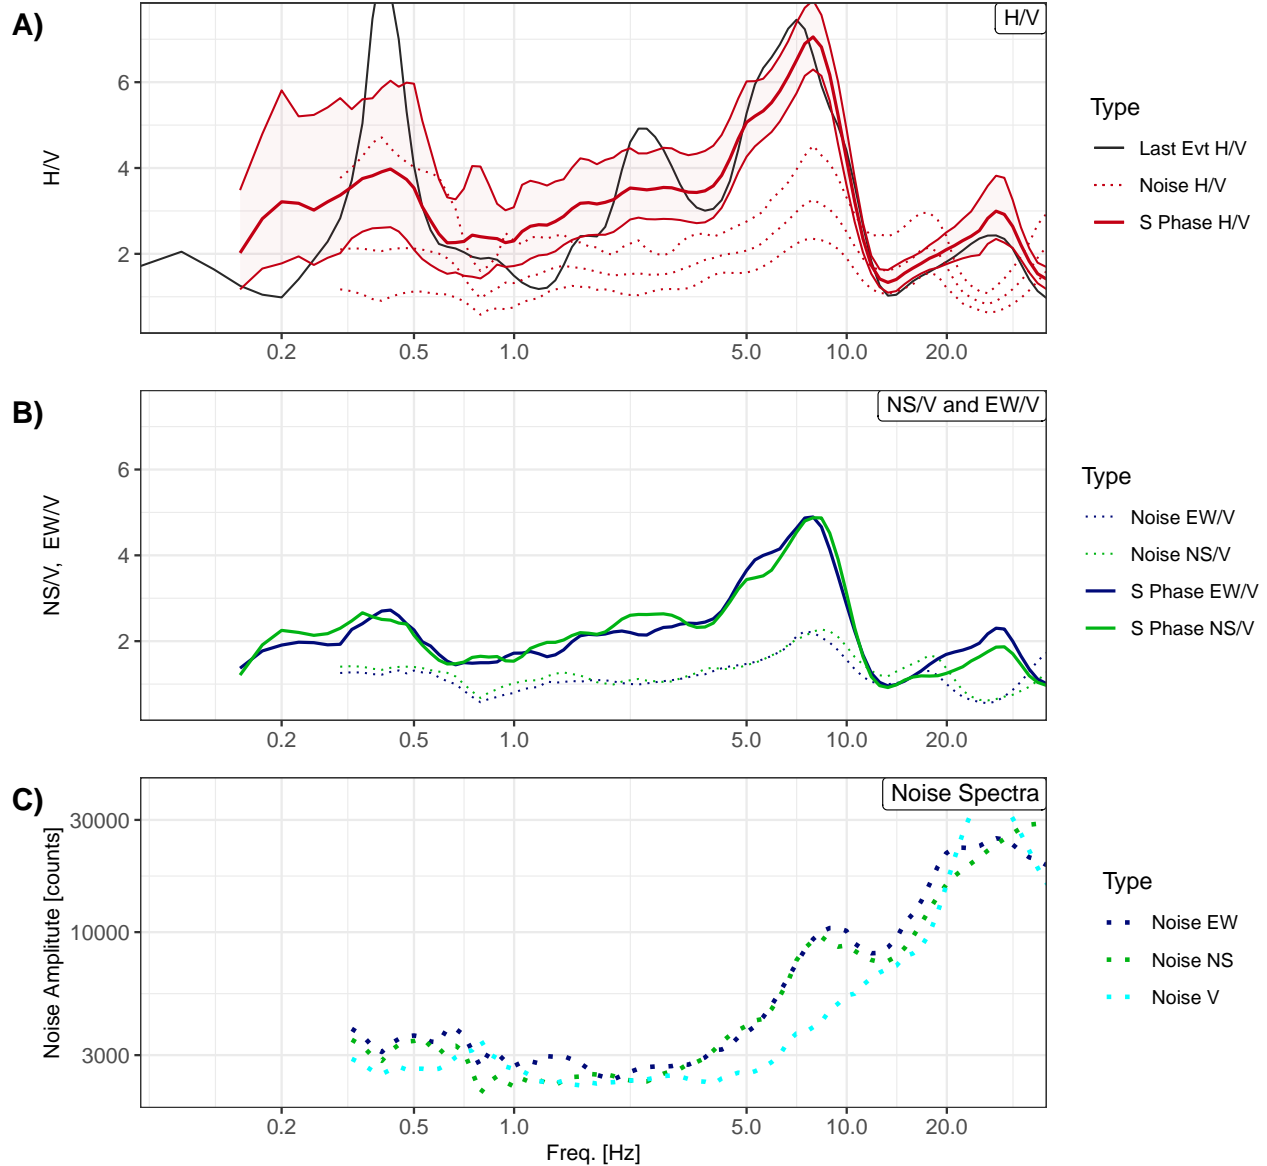 A)
H/V
6
4
2
H/V
0.2 0.5 1.0 5.0 10.0 20.0
Type
Last Evt H/V
Noise H/V
S Phase H/V
B)
NS/V and EW/V
6
4
2
NS/V, EW/V
0.2 0.5 1.0 5.0 10.0 20.0
Type
Noise EW/V
Noise NS/V
S Phase EW/V
S Phase NS/V
C)
Noise Spectra
30000
10000
3000
Noise Amplitute [counts]
0.2 0.5 1.0 5.0 10.0 20.0
Freq. [Hz]
Type
Noise EW
Noise NS
Noise V